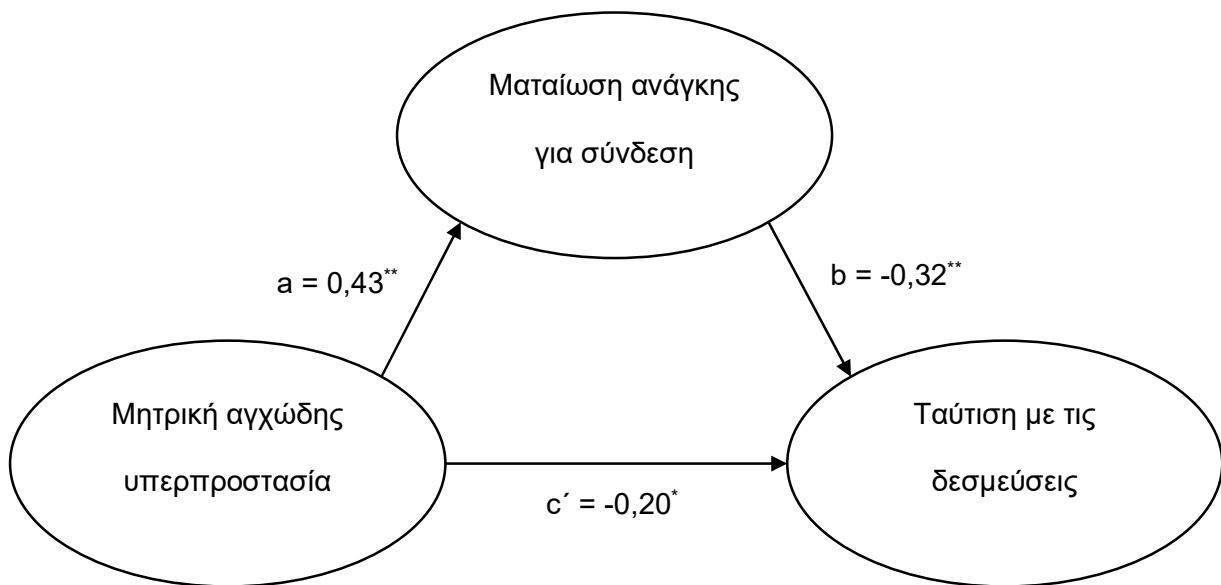 Ματαίωση ανάγκης
για σύνδεση
a = 0,43**
b = -0,32**
Μητρική αγχώδης
υπερπροστασία
Ταύτιση με τις
δεσμεύσεις
c΄ = -0,20*